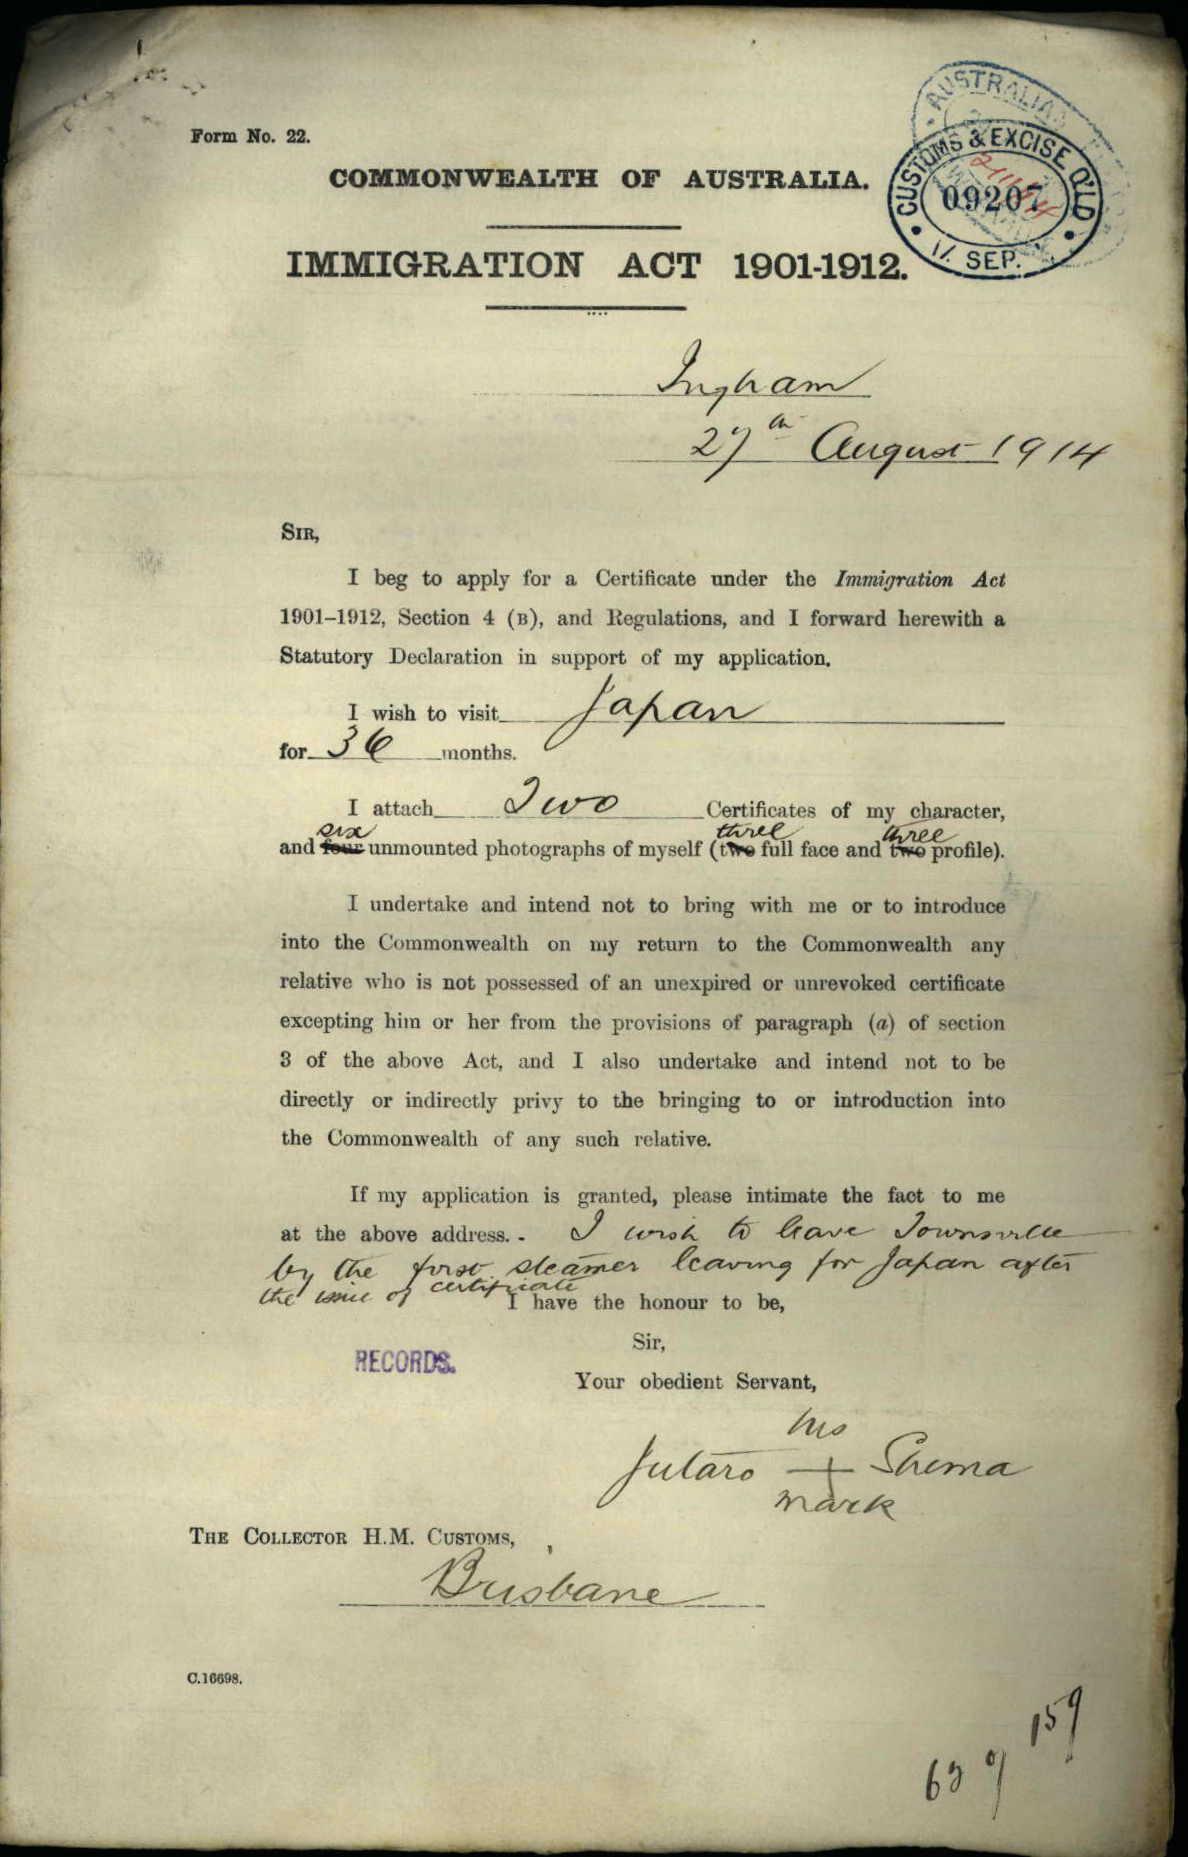 Form No. 22.
AUSTRALIA
CUSTOMS & EXCISE Q'LD
09207
17 SEP.
COMMONWEALTH OF AUSTRALIA.
IMMIGRATION ACT 1901-1912.
Ingham
27th August 1914
SIR,
I beg to apply for a Certificate under the Immigration Act
1901–1912, Section 4 (B), and Regulations, and I forward herewith a
Statutory Declaration in support of my application.
I wish to visit Japan
for 36 months.
I attach Two Certificates of my character,
six three three
and four unmounted photographs of myself (two full face and two profile).
I undertake and intend not to bring with me or to introduce
into the Commonwealth on my return to the Commonwealth any
relative who is not possessed of an unexpired or unrevoked certificate
excepting him or her from the provisions of paragraph (a) of section
3 of the above Act, and I also undertake and intend not to be
directly or indirectly privy to the bringing to or introduction into
the Commonwealth of any such relative.
If my application is granted, please intimate the fact to me
at the above address. - I wish to leave Townsville
by the first steamer leaving for Japan after
the issue of certificate
I have the honour to be,
Sir,
RECORDS.
Your obedient Servant,
his
Jutaro + Shima
mark
THE COLLECTOR H.M. CUSTOMS,
Brisbane
C.16698.
159